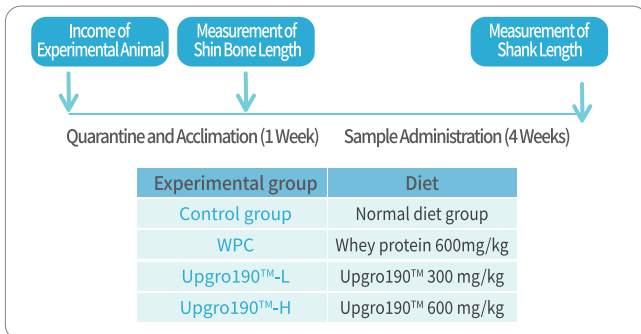 Income of
Experimental Animal
Measurement of
Shin Bone Length
Measurement of
Shank Length
Quarantine and Acclimation (1 Week)
Sample Administration (4 Weeks)
Experimental group Diet
Control group Normal diet group
WPC Whey protein 600mg/kg
Upgro190™-L Upgro190™ 300 mg/kg
Upgro190™-H Upgro190™ 600 mg/kg